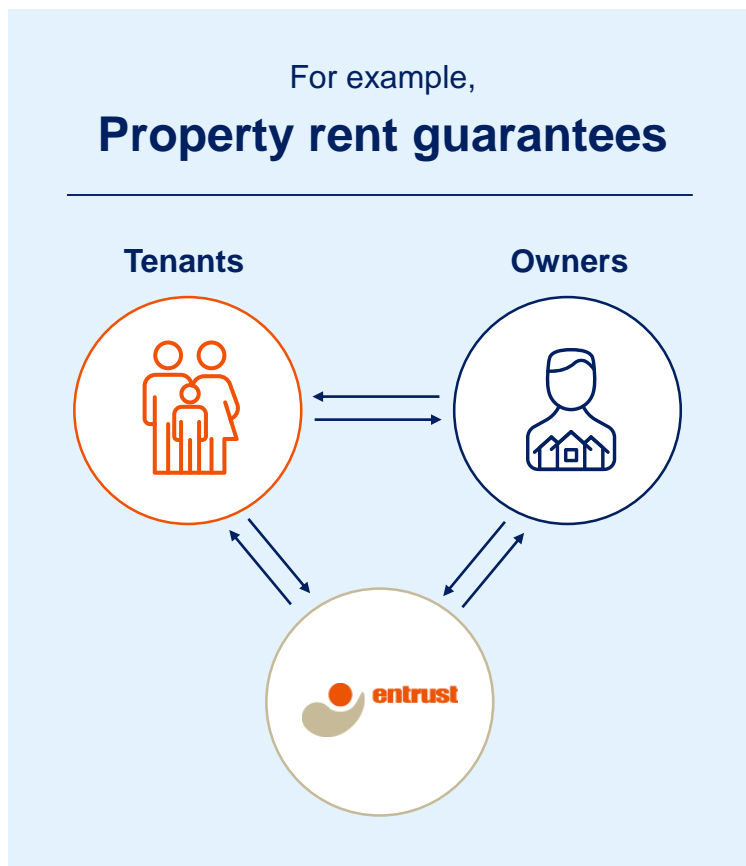 For example,
Property rent guarantees
Tenants
Owners
entrust